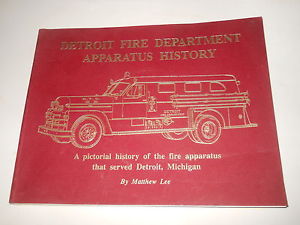 DETROIT FIRE DEPARTMENT
APPARATUS HISTORY
A pictorial history of the fire apparatus
that served Detroit, Michigan
By Matthew Lee